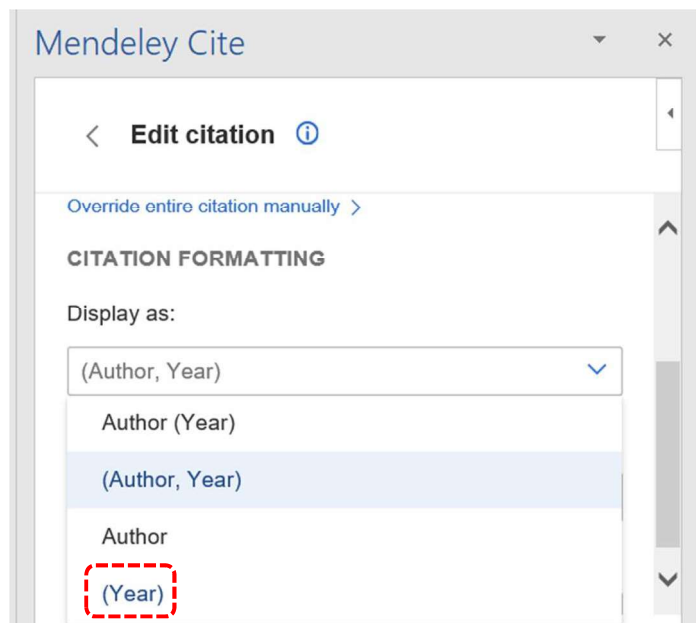 Mendeley Cite
Edit citation
Override entire citation manually
CITATION FORMATTING
Display as:
(Author, Year)
Author (Year)
(Author, Year)
Author
(Year)